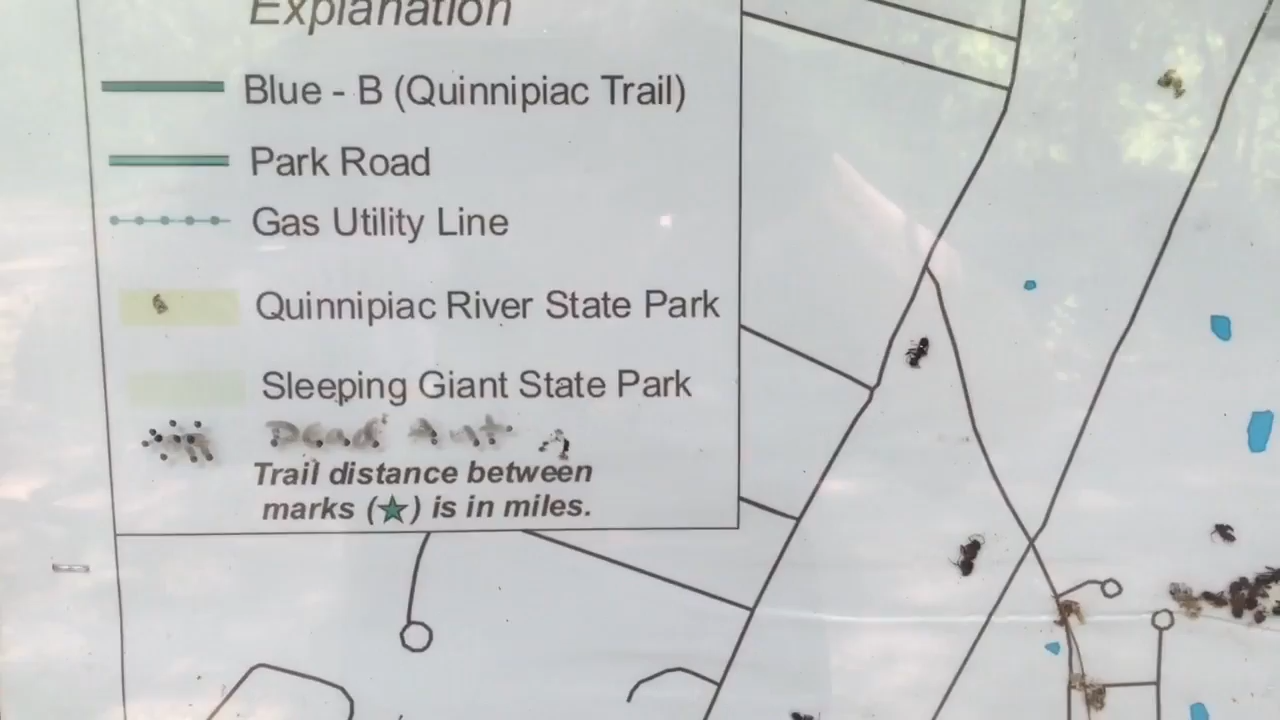 Explanation
Blue - B (Quinnipiac Trail)
Park Road
Gas Utility Line
Quinnipiac River State Park
Sleeping Giant State Park
Dead Ant
Trail distance between
marks (★) is in miles.